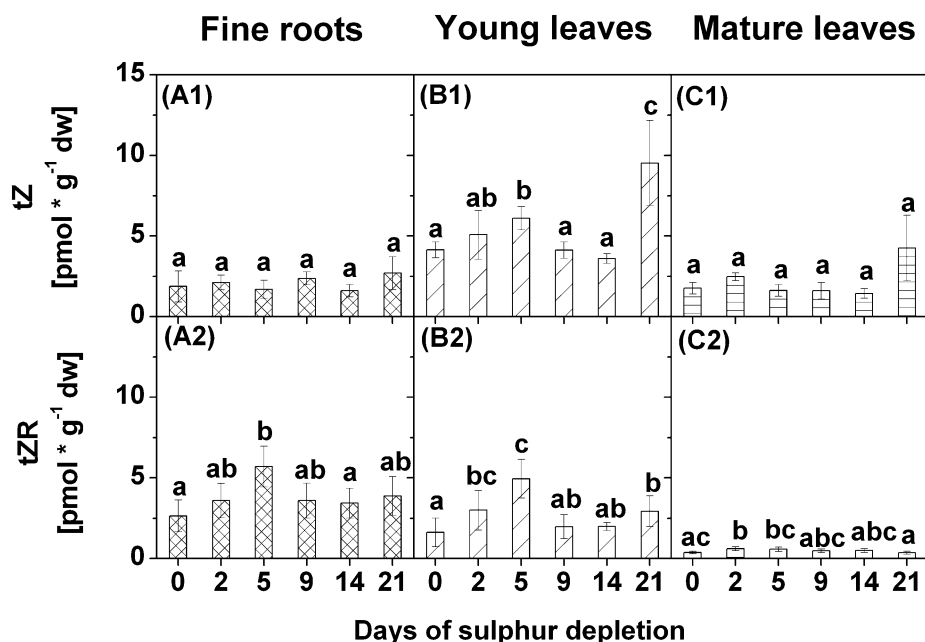 Fine roots Young leaves Mature leaves
tZ
[pmol * g⁻¹ dw]
15
10
5
0
(A1) (B1) (C1)
a a a a a a
a ab b a a c
a a a a a a
tZR
[pmol * g⁻¹ dw]
10
5
0
(A2) (B2) (C2)
a ab b ab a ab
a bc c ab ab b
ac b bc abc abc a
0 2 5 9 14 21 0 2 5 9 14 21 0 2 5 9 14 21
Days of sulphur depletion